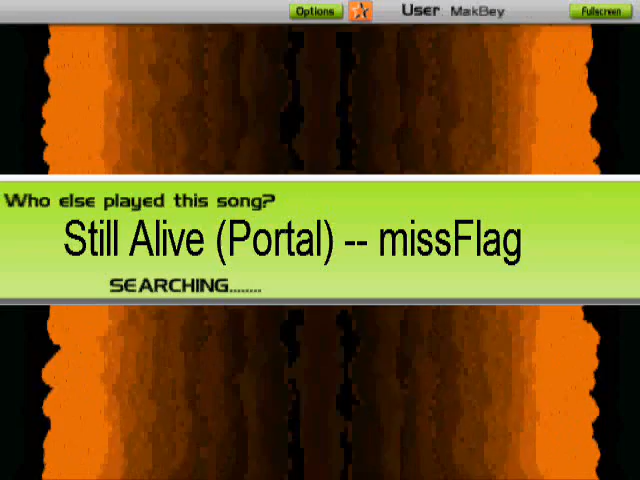 Options User MakBey Fullscreen
Who else played this song?
Still Alive (Portal) -- missFlag
SEARCHING........